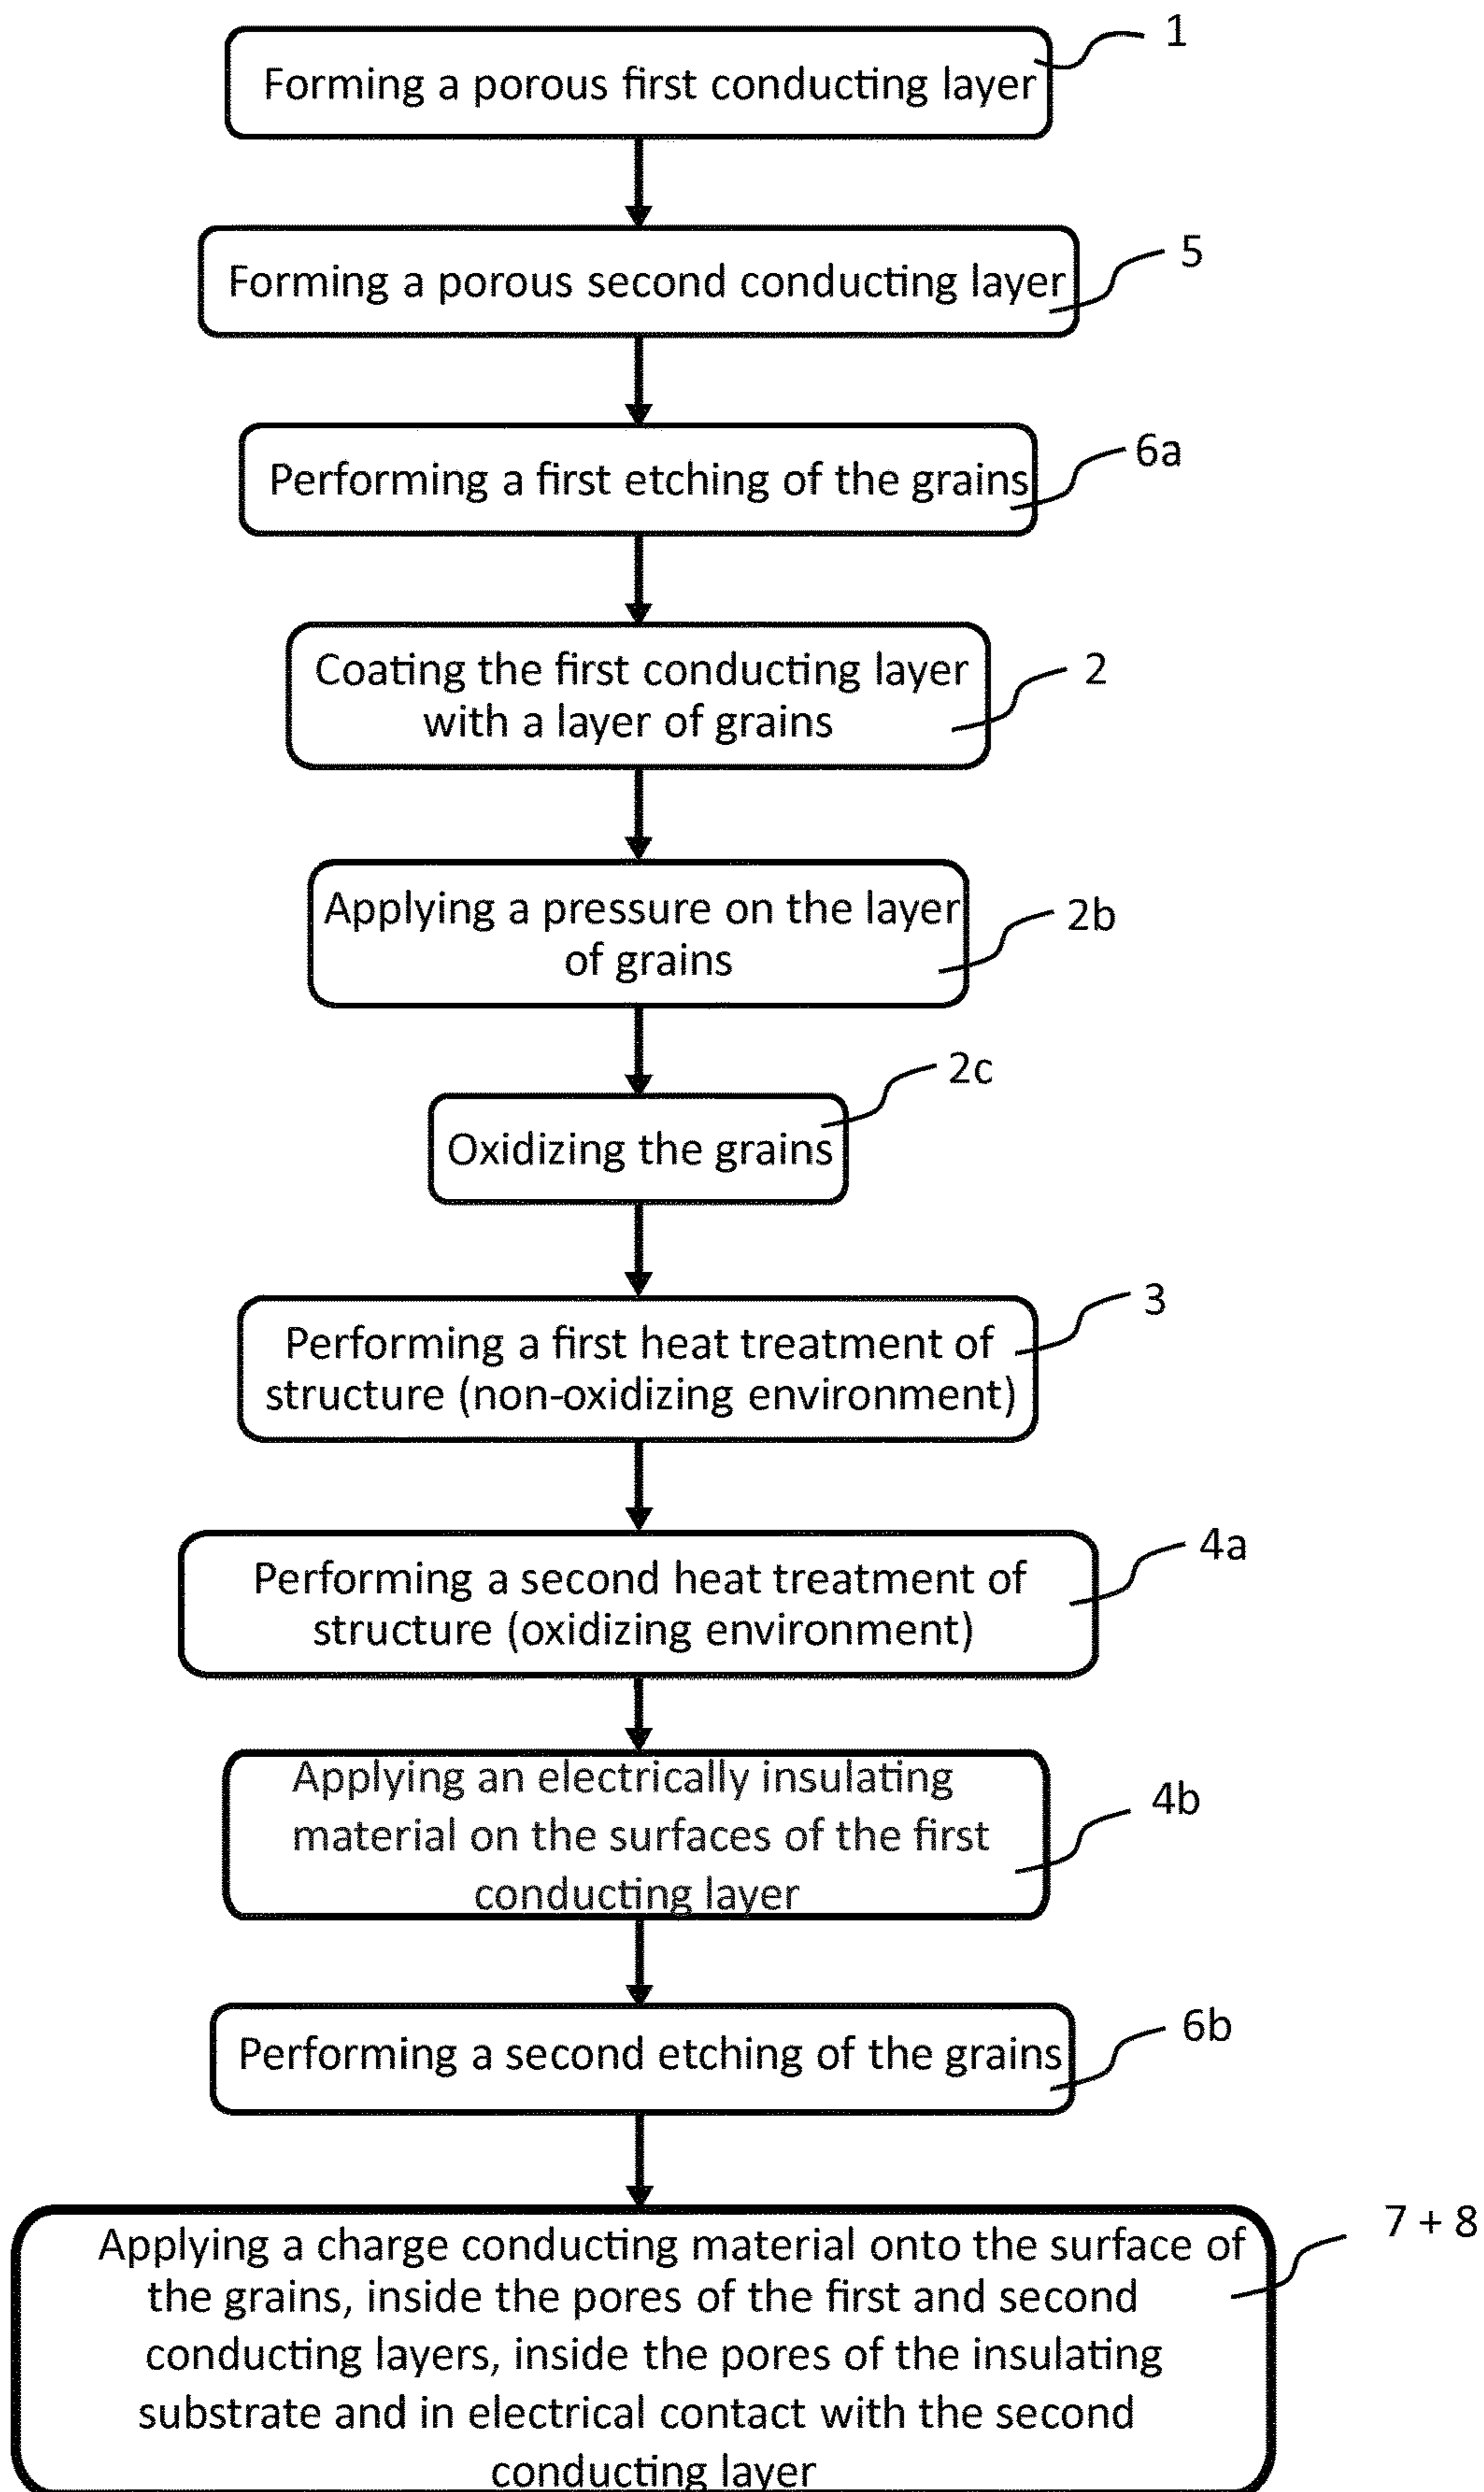 1
Forming a porous first conducting layer
5
Forming a porous second conducting layer
6a
Performing a first etching of the grains
2
Coating the first conducting layer
with a layer of grains
2b
Applying a pressure on the layer
of grains
2c
Oxidizing the grains
3
Performing a first heat treatment of
structure (non-oxidizing environment)
4a
Performing a second heat treatment of
structure (oxidizing environment)
4b
Applying an electrically insulating
material on the surfaces of the first
conducting layer
6b
Performing a second etching of the grains
7 + 8
Applying a charge conducting material onto the surface of
the grains, inside the pores of the first and second
conducting layers, inside the pores of the insulating
substrate and in electrical contact with the second
conducting layer